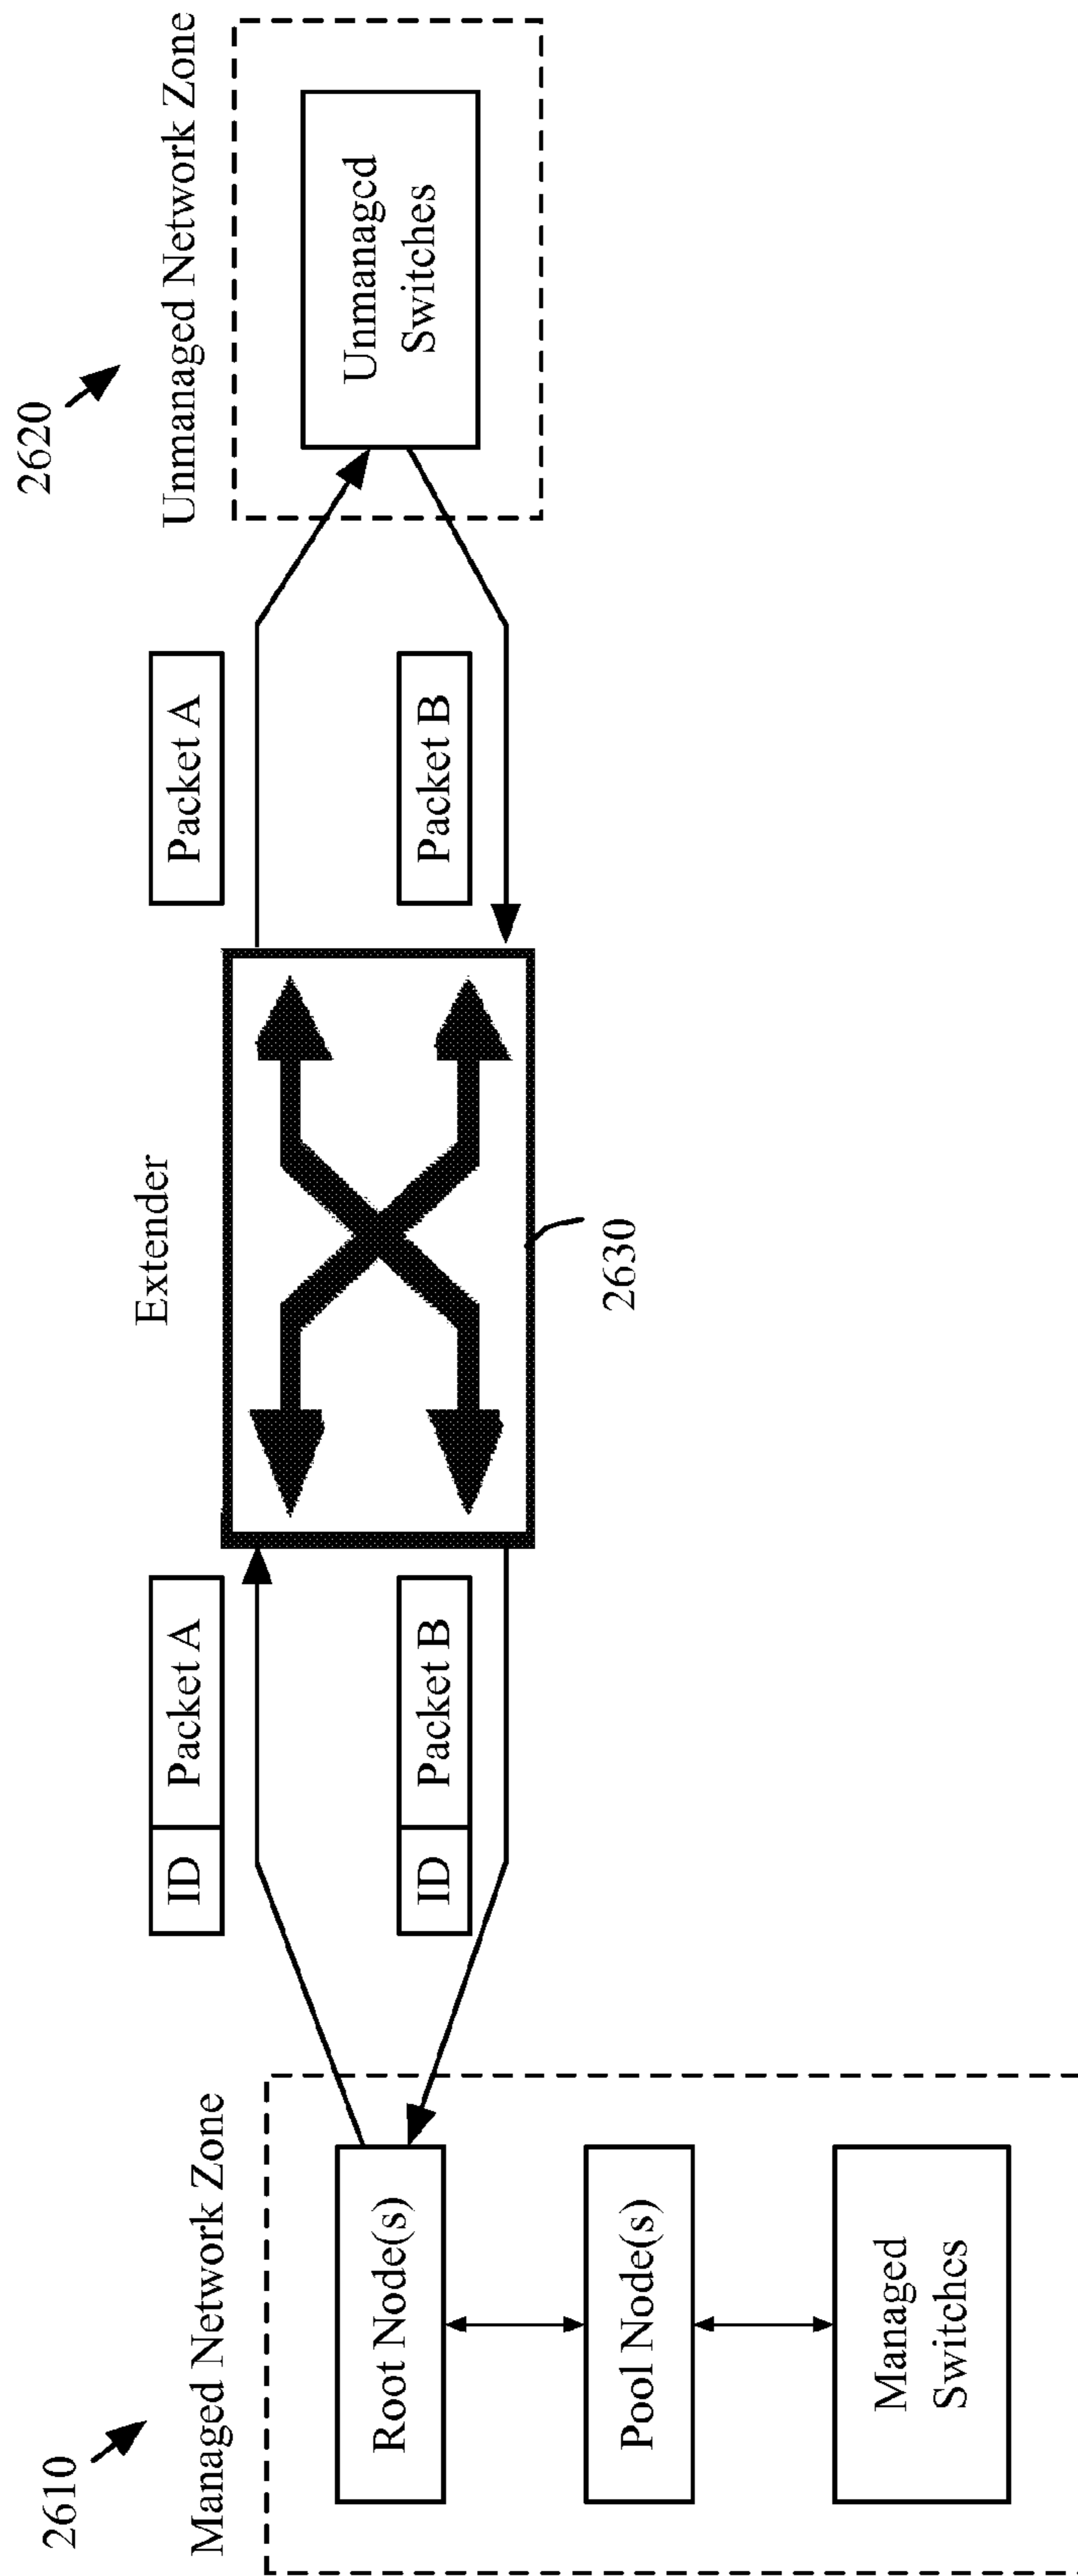 2610
Managed Network Zone
Root Node(s)
Pool Node(s)
Managed
Switches
ID
Packet A
ID
Packet B
Extender
2630
Packet A
Packet B
2620
Unmanaged Network Zone
Unmanaged
Switches